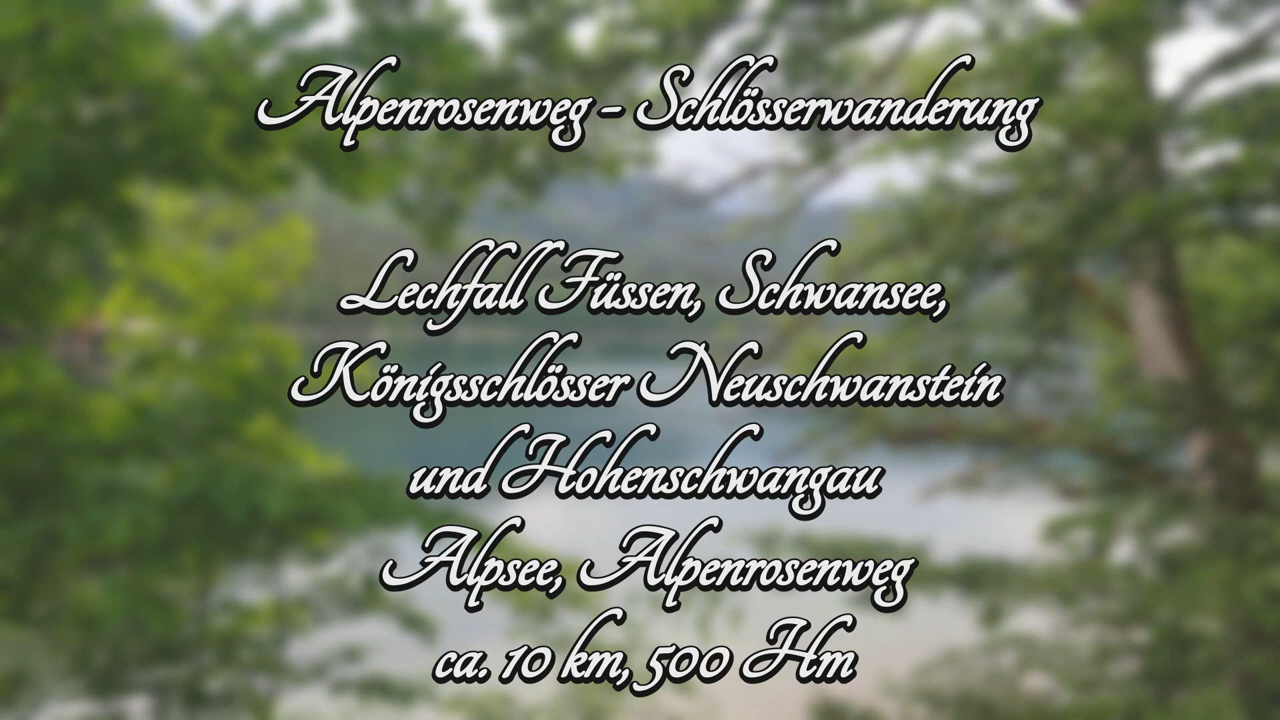 Alpenrosenweg - Schlösserwanderung
Lechfall Füssen, Schwansee,
Königsschlösser Neuschwanstein
und Hohenschwangau
Alpsee, Alpenrosenweg
ca. 10 km, 500 Hm